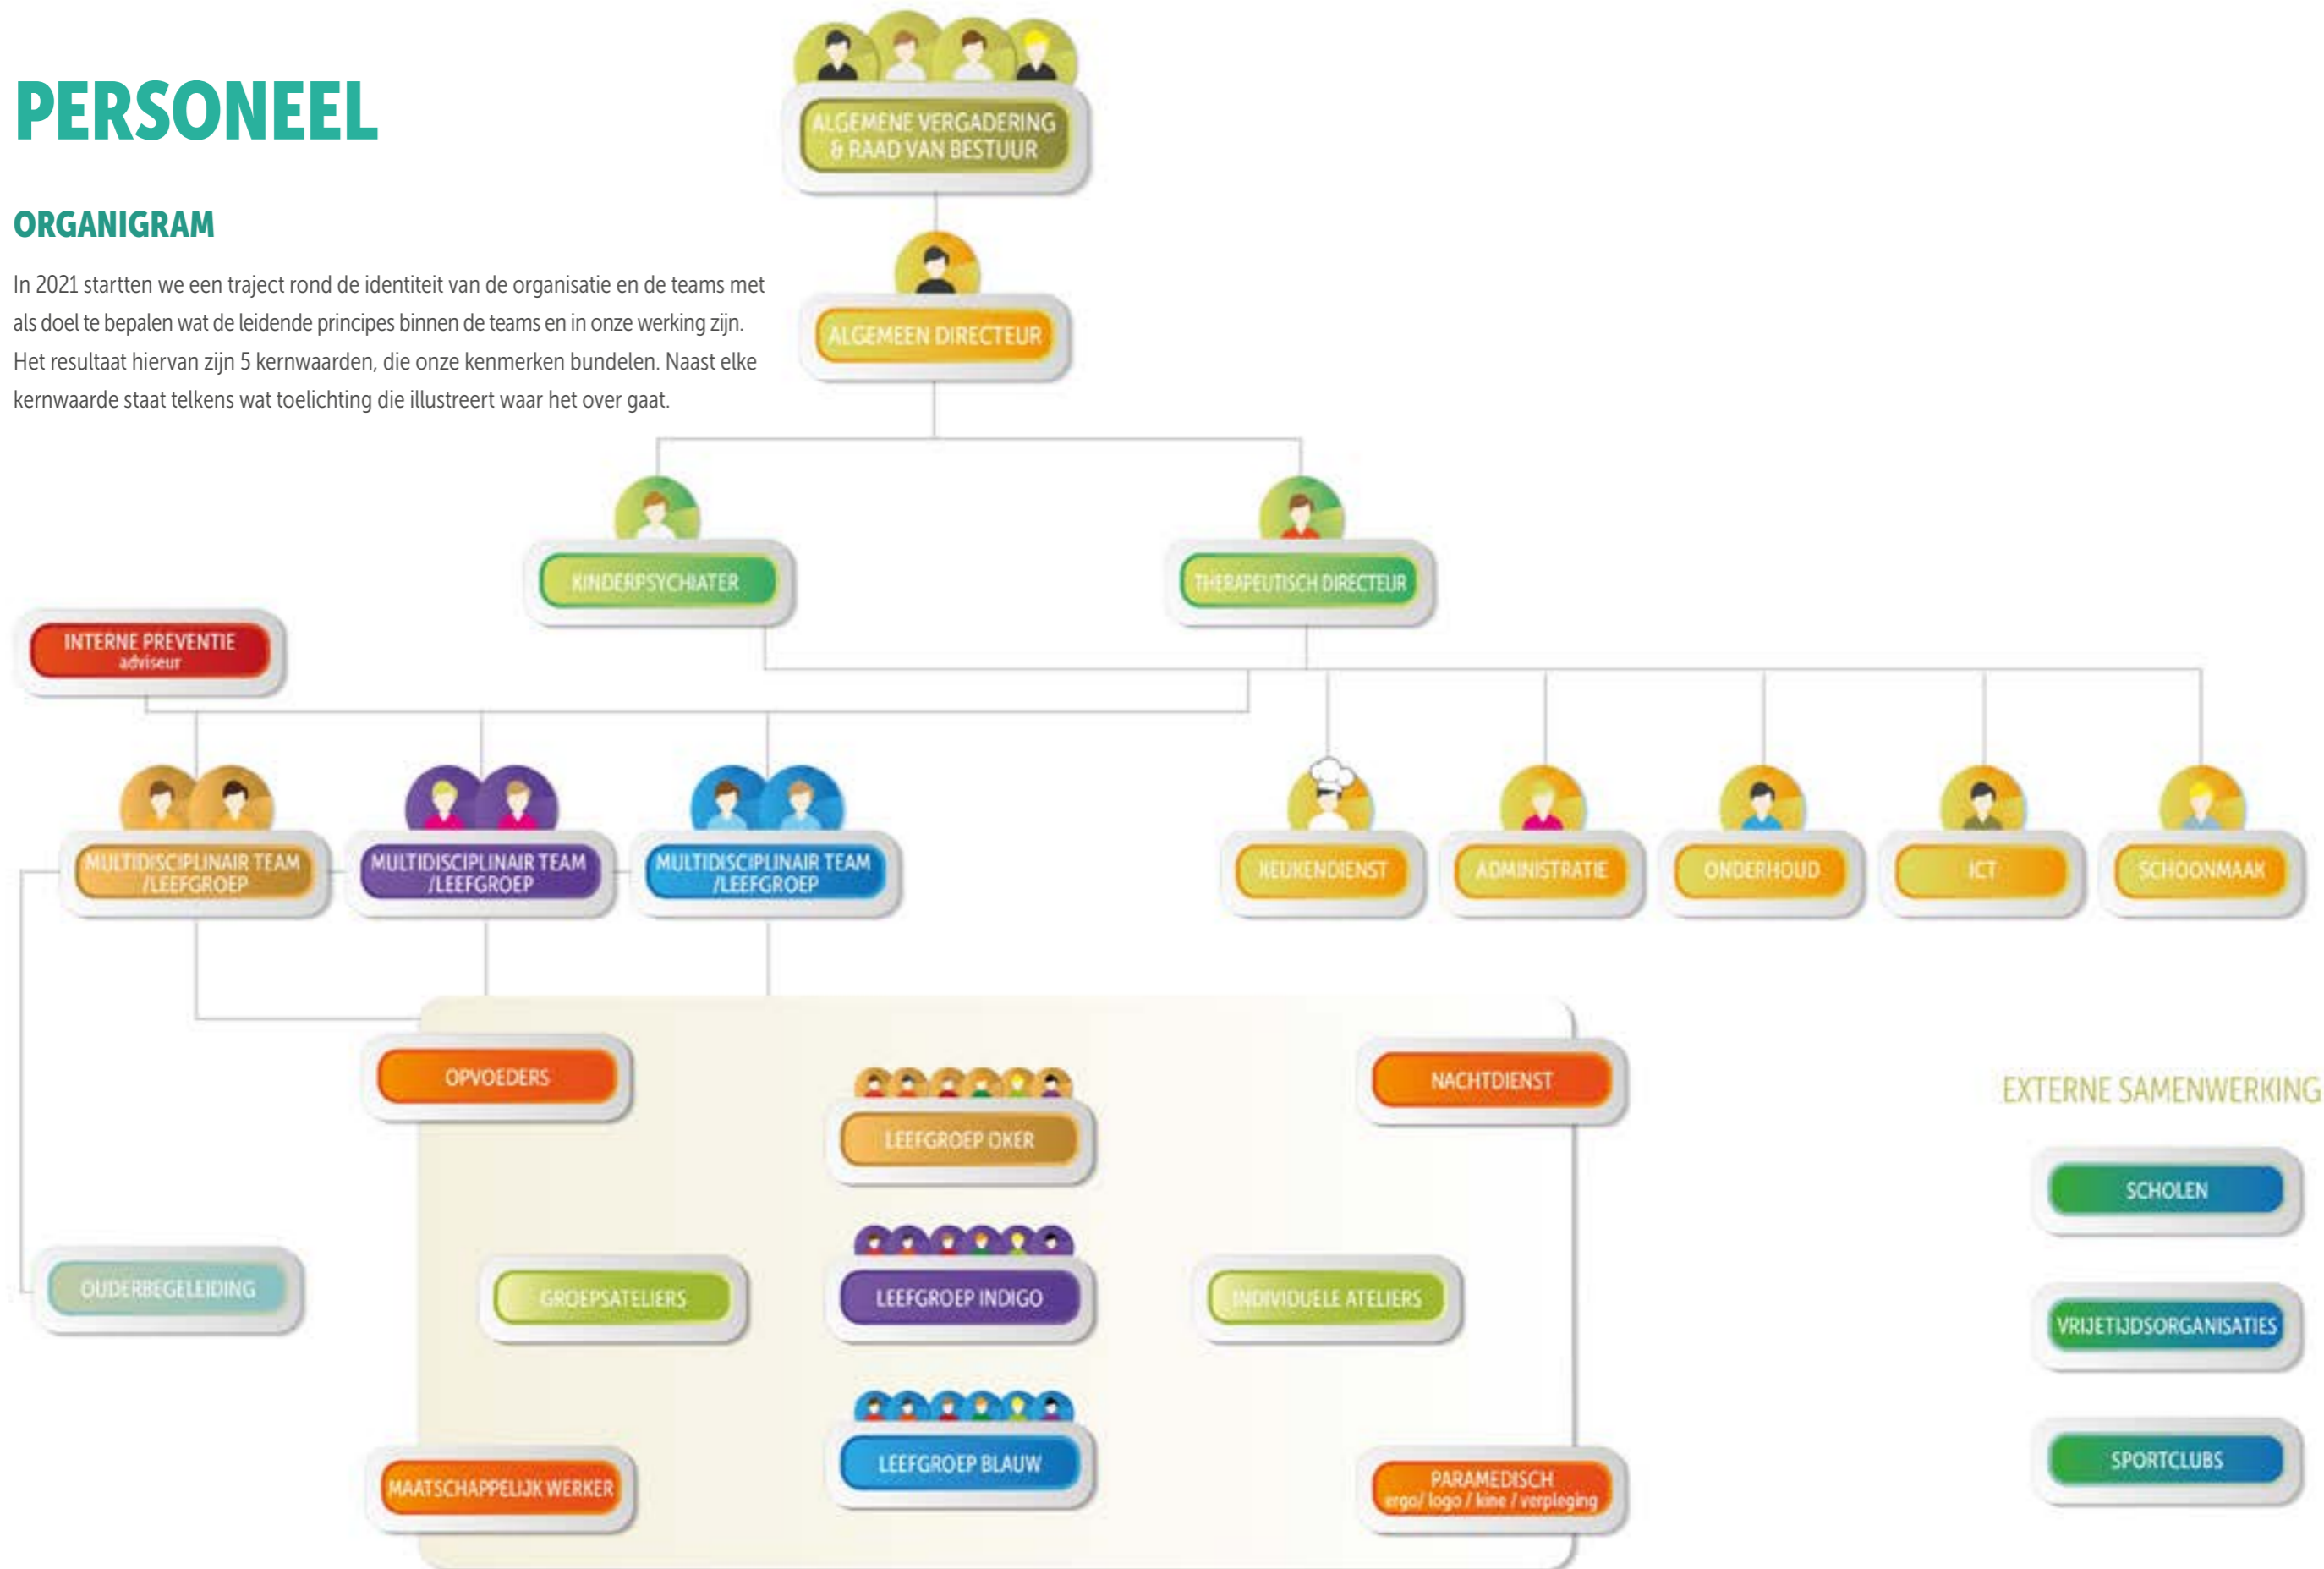 PERSONEEL
ORGANIGRAM
In 2021 startten we een traject rond de identiteit van de organisatie en de teams met
als doel te bepalen wat de leidende principes binnen de teams en in onze werking zijn.
Het resultaat hiervan zijn 5 kernwaarden, die onze kenmerken bundelen. Naast elke
kernwaarde staat telkens wat toelichting die illustreert waar het over gaat.
ALGEMENE VERGADERING
& RAAD VAN BESTUUR
ALGEMEEN DIRECTEUR
KINDERPSYCHIATER
THERAPEUTISCH DIRECTEUR
INTERNE PREVENTIE
adviseur
MULTIDISCIPLINAIR TEAM
/LEEFGROEP
MULTIDISCIPLINAIR TEAM
/LEEFGROEP
MULTIDISCIPLINAIR TEAM
/LEEFGROEP
KEUKENDIENST
ADMINISTRATIE
ONDERHOUD
ICT
SCHOONMAAK
OPVOEDERS
NACHTDIENST
LEEFGROEP OKER
OUDERBEGELEIDING
GROEPSATELIERS
LEEFGROEP INDIGO
INDIVIDUELE ATELIERS
LEEFGROEP BLAUW
MAATSCHAPPELIJK WERKER
PARAMEDISCH
ergo/ logo / kine / verpleging
EXTERNE SAMENWERKING
SCHOLEN
VRIJETIJDSORGANISATIES
SPORTCLUBS